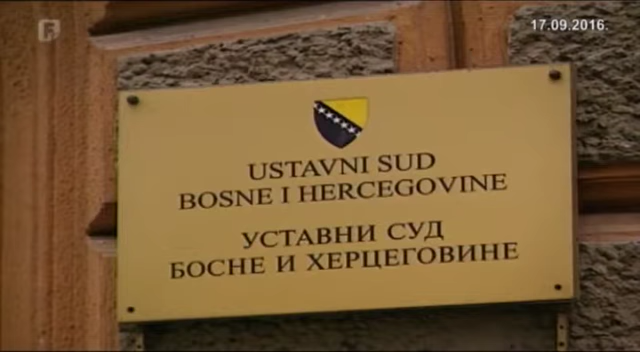 17.09.2016.
USTAVNI SUD
BOSNE I HERCEGOVINE
УСТАВНИ СУД
БОСНЕ И ХЕРЦЕГОВИНЕ